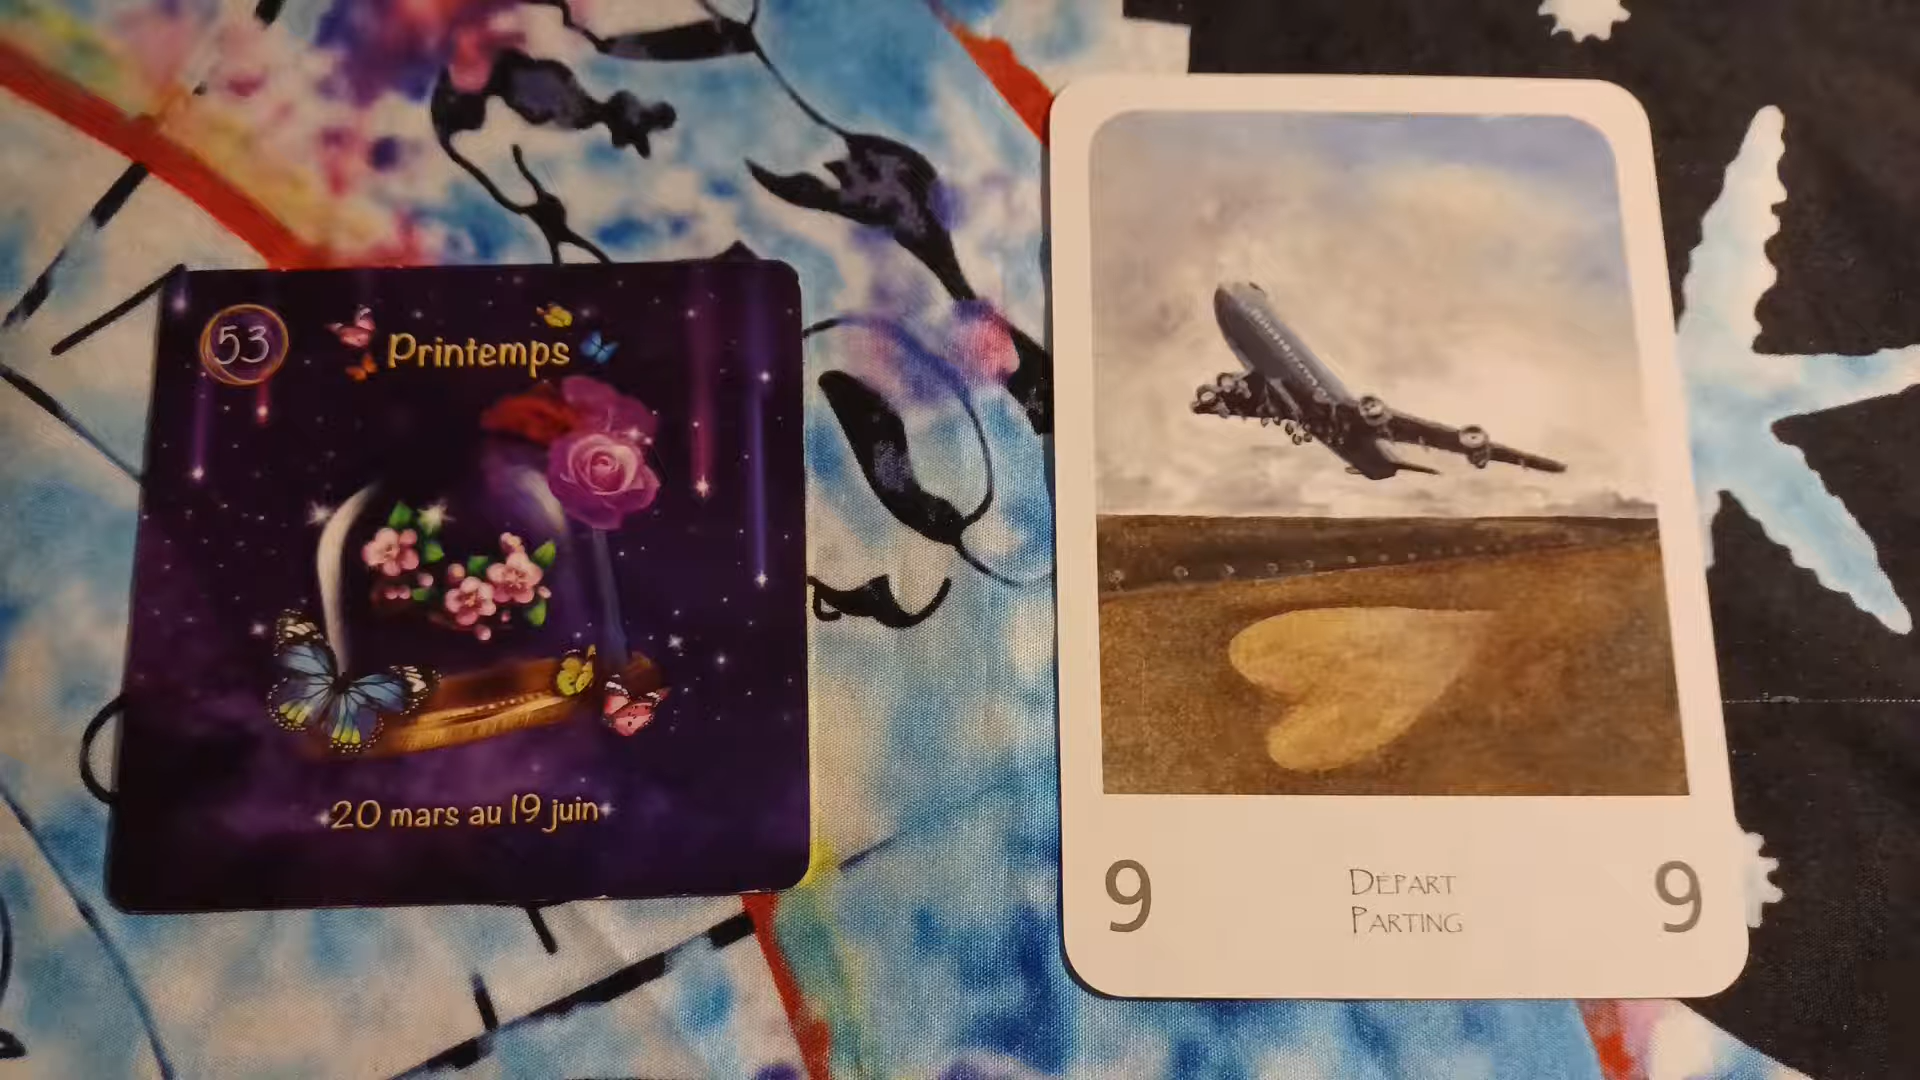 53
Printemps
20 mars au 19 juin
9
DÉPART
PARTING
9